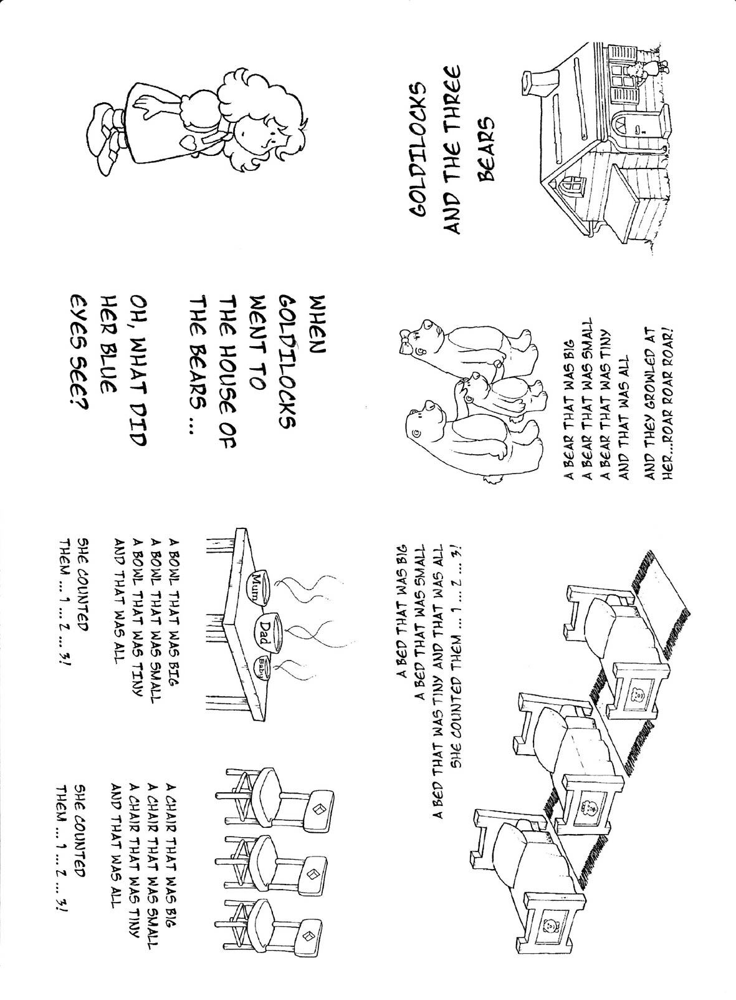 GOLDILOCKS
AND THE THREE
BEARS
WHEN
GOLDILOCKS
WENT TO
THE HOUSE OF
THE BEARS ...
OH, WHAT DID
HER BLUE
EYES SEE?
Mum
Dad
Baby
A BOWL THAT WAS BIG
A BOWL THAT WAS SMALL
A BOWL THAT WAS TINY
AND THAT WAS ALL
SHE COUNTED
THEM ... 1 ... 2 ... 3!
A CHAIR THAT WAS BIG
A CHAIR THAT WAS SMALL
A CHAIR THAT WAS TINY
AND THAT WAS ALL
SHE COUNTED
THEM ... 1 ... 2 ... 3!
A BED THAT WAS BIG
A BED THAT WAS SMALL
A BED THAT WAS TINY AND THAT WAS ALL
SHE COUNTED THEM ... 1 ... 2 ... 3!
A BEAR THAT WAS BIG
A BEAR THAT WAS SMALL
A BEAR THAT WAS TINY
AND THAT WAS ALL
AND THEY GROWLED AT
HER...ROAR ROAR ROAR!